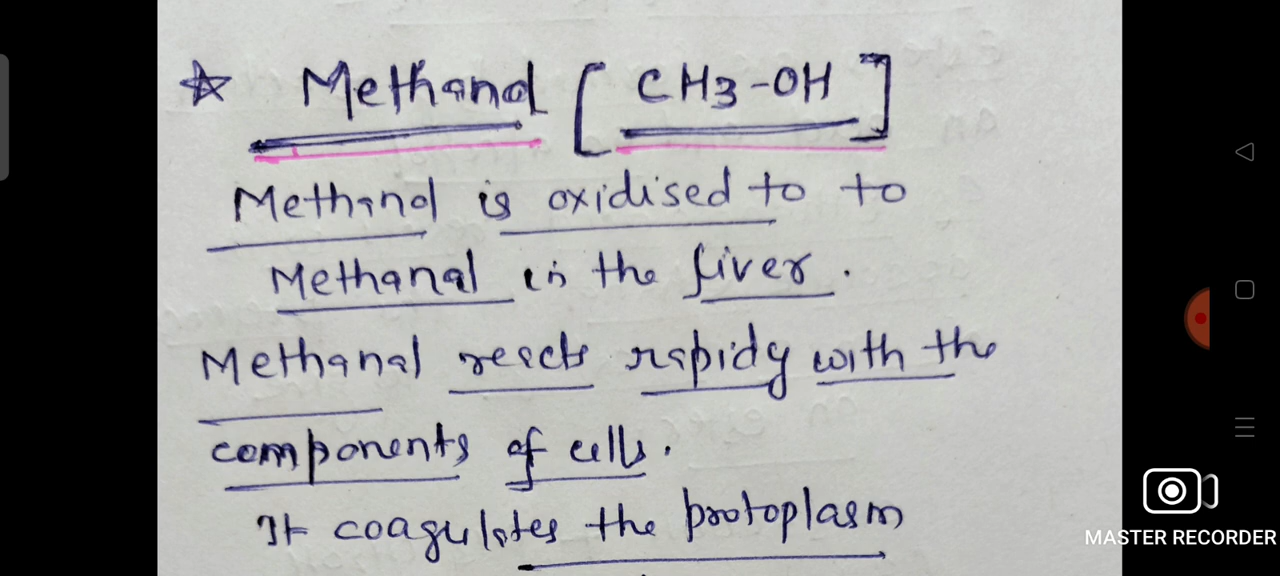 ☆ Methanol [ CH3-OH ]
Methanol is oxidised to to
Methanal in the liver.
Methanal reacts rapidy with the
components of cells.
It coagulates the protoplasm
MASTER RECORDER